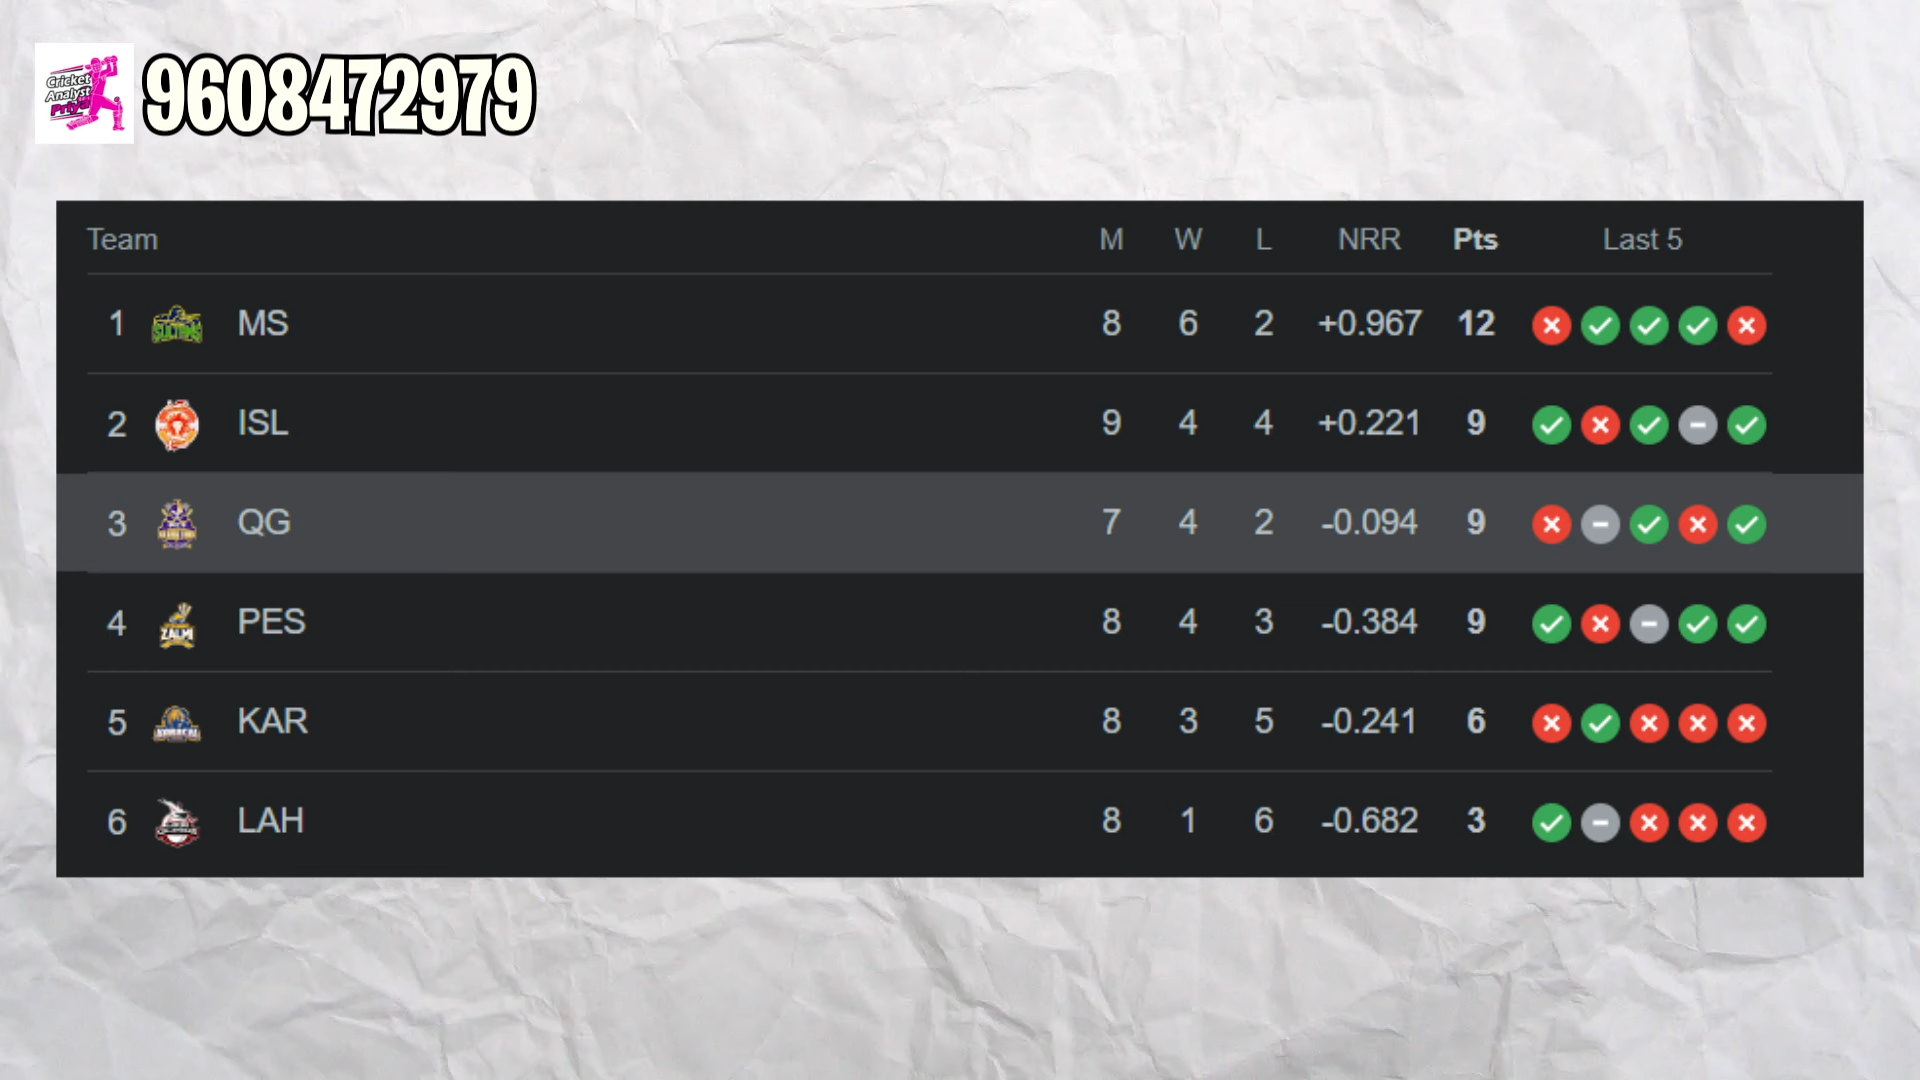 Cricket
Analyst
Priya
9608472979
Team M W L NRR Pts Last 5
1 SULTANS MS 8 6 2 +0.967 12
2 ISL 9 4 4 +0.221 9
3 QG 7 4 2 -0.094 9
4 ZALMI PES 8 4 3 -0.384 9
5 KAR 8 3 5 -0.241 6
6 LAH 8 1 6 -0.682 3